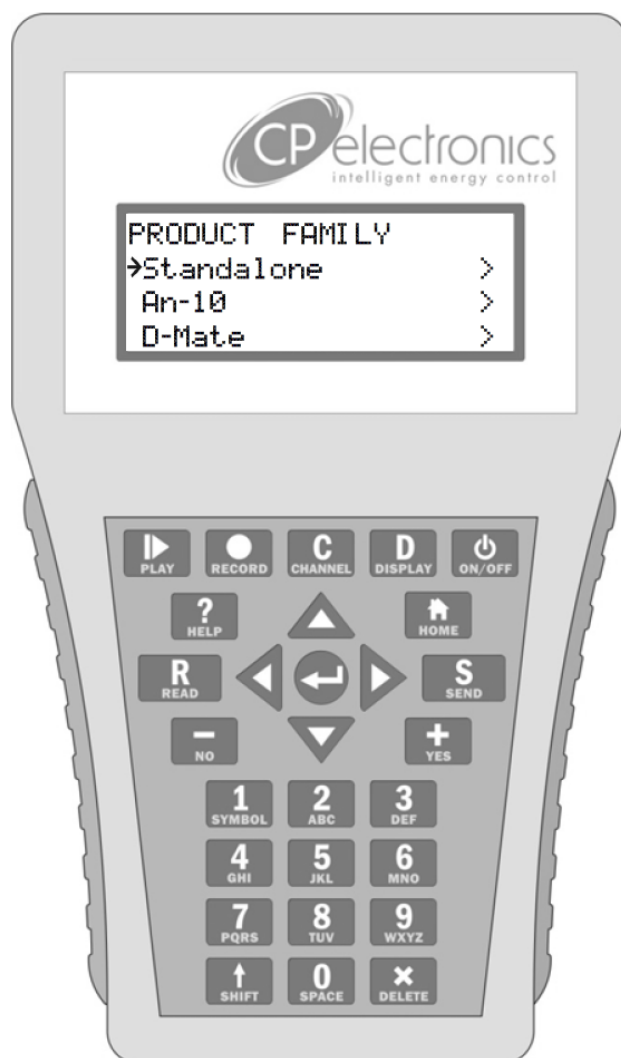 CP electronics
intelligent energy control
PRODUCT FAMILY
→Standalone >
An-10 >
D-Mate >
PLAY
RECORD
C CHANNEL
D DISPLAY
ON/OFF
? HELP
HOME
R READ
S SEND
- NO
+ YES
1 SYMBOL
2 ABC
3 DEF
4 GHI
5 JKL
6 MNO
7 PQRS
8 TUV
9 WXYZ
SHIFT
0 SPACE
× DELETE